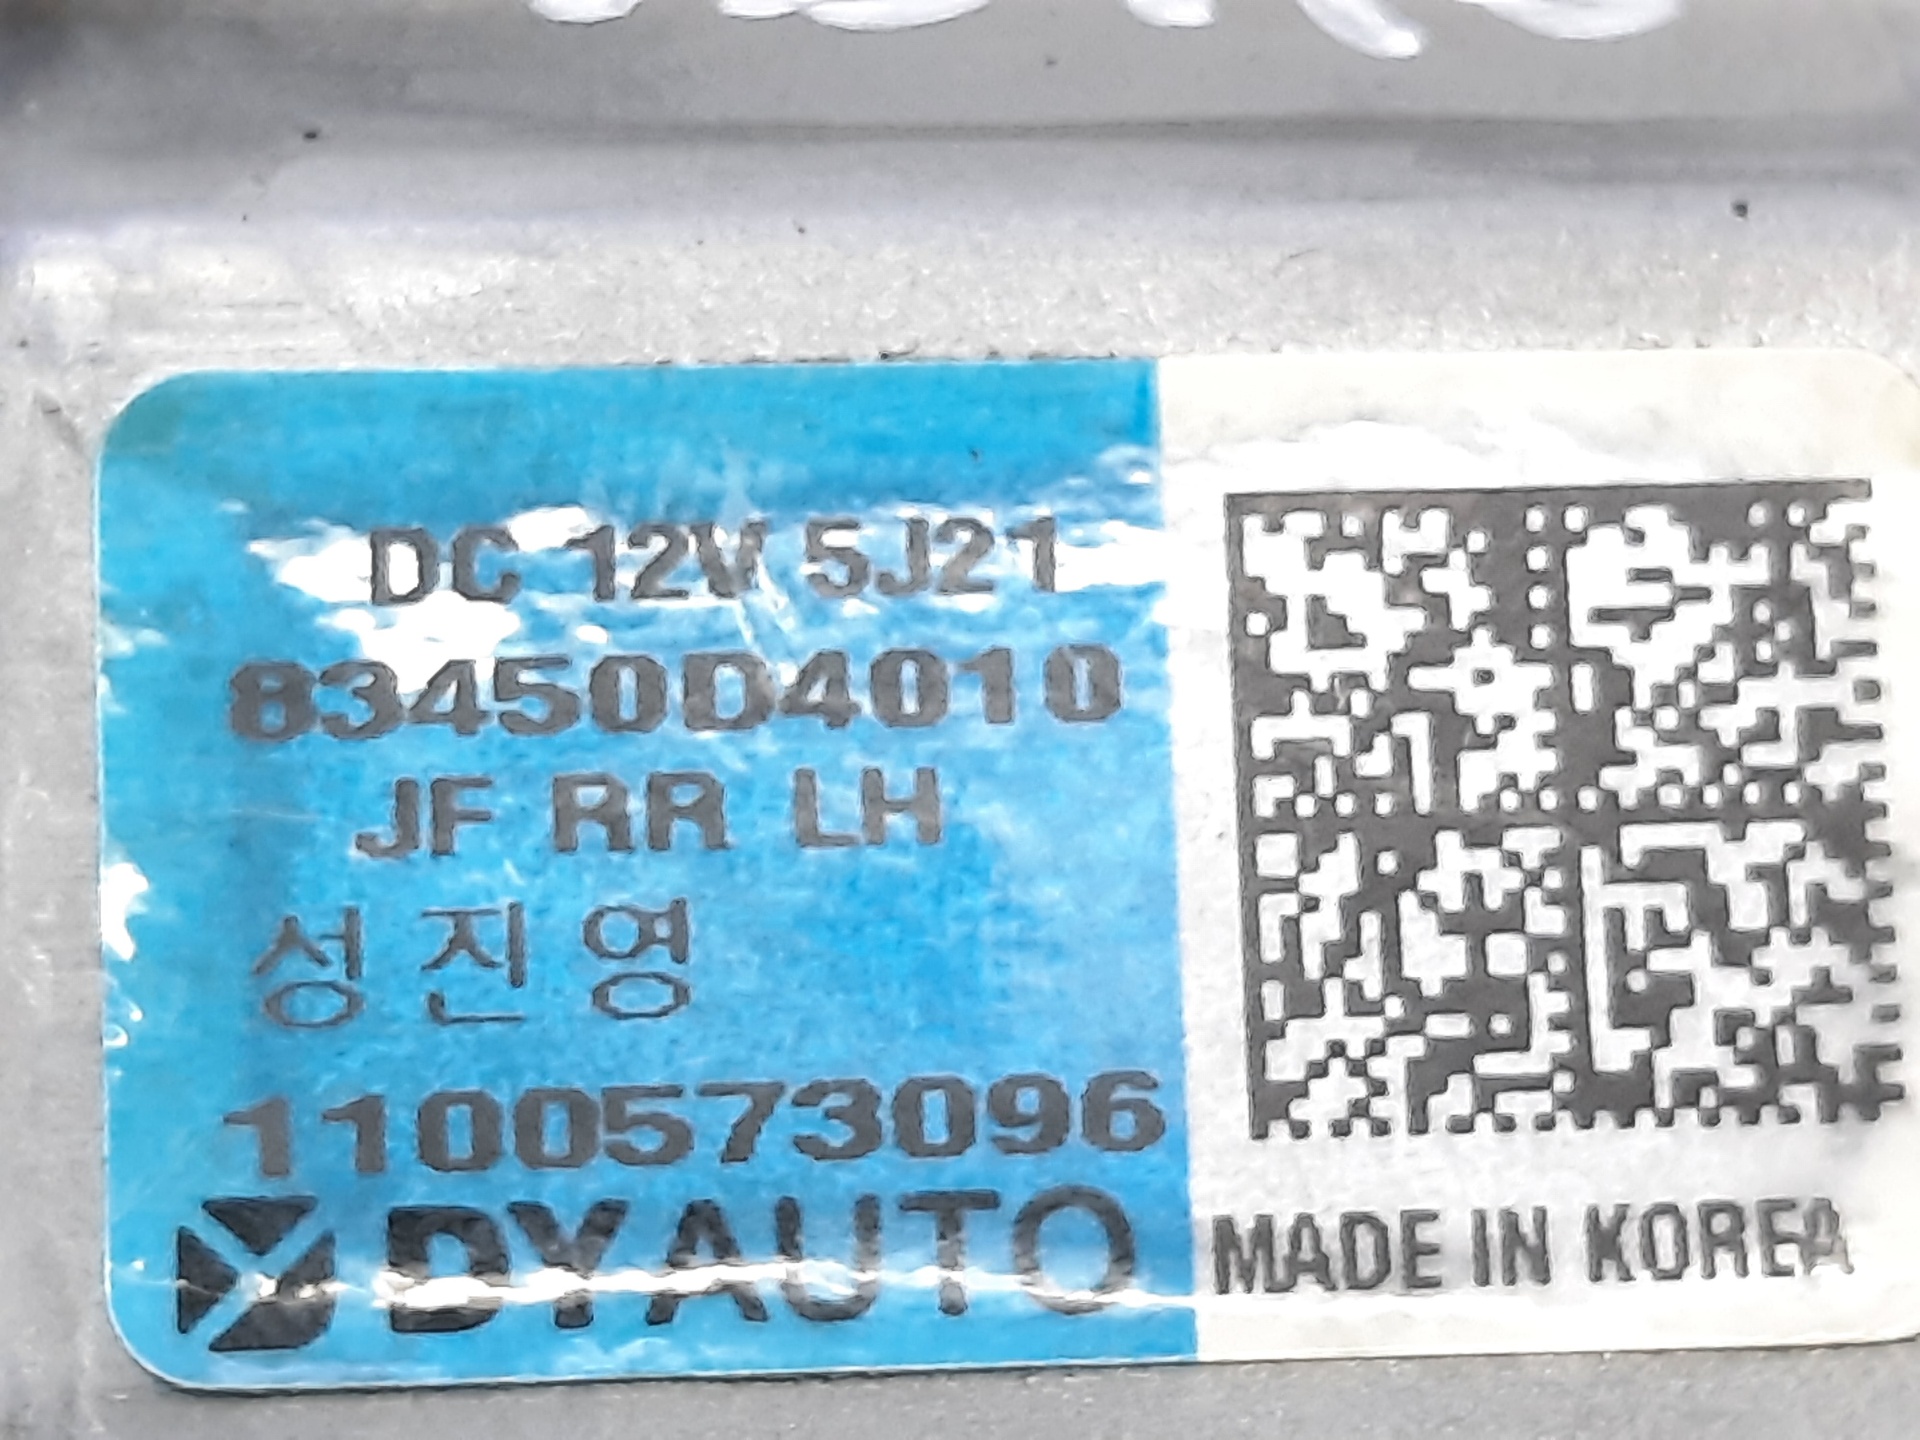 DC 12V 5J21
83450D4010
JF RR LH
성진영
1100573096
DYAUTO
MADE IN KOREA